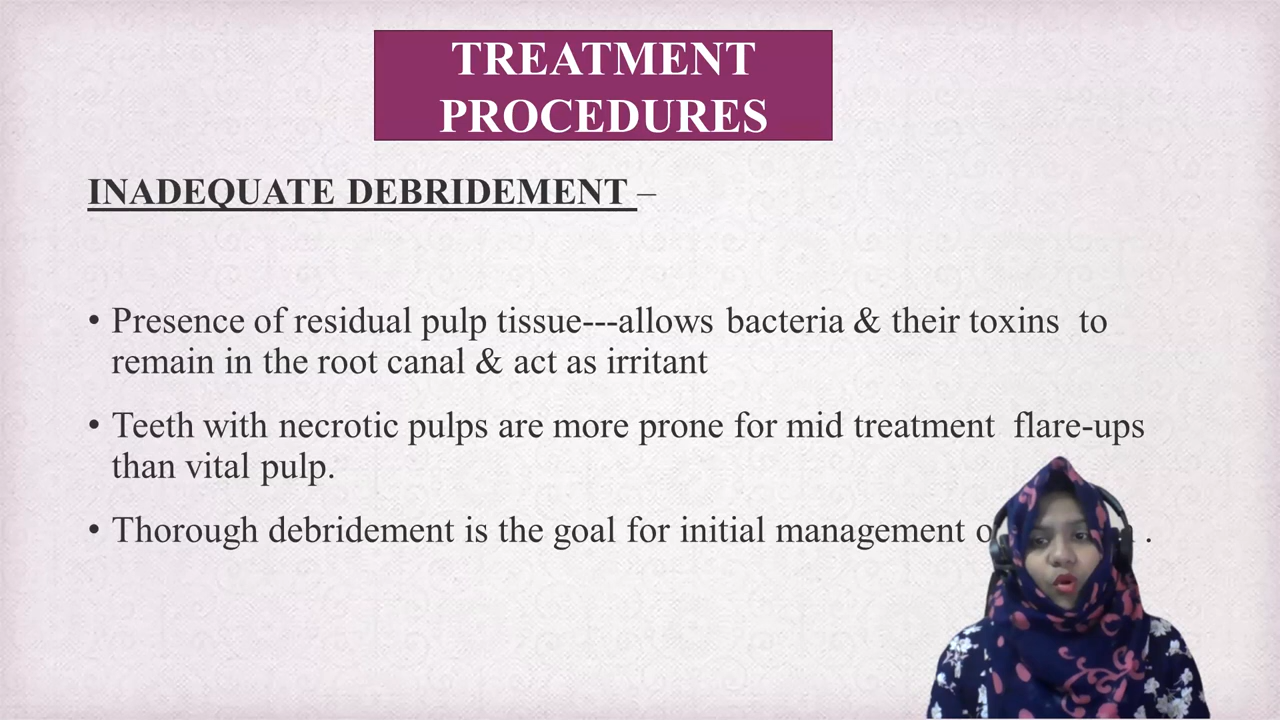 TREATMENT
PROCEDURES
INADEQUATE DEBRIDEMENT –
• Presence of residual pulp tissue---allows bacteria & their toxins to
remain in the root canal & act as irritant
• Teeth with necrotic pulps are more prone for mid treatment flare-ups
than vital pulp.
• Thorough debridement is the goal for initial management .